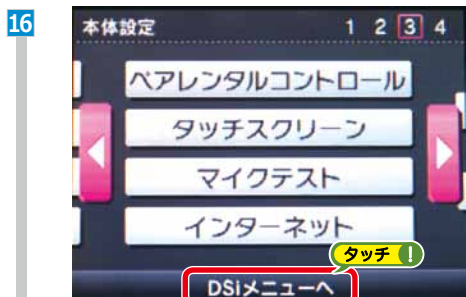 16
本体設定 1 2 3 4
ペアレンタルコントロール
タッチスクリーン
マイクテスト
インターネット
タッチ!
DSiメニューへ